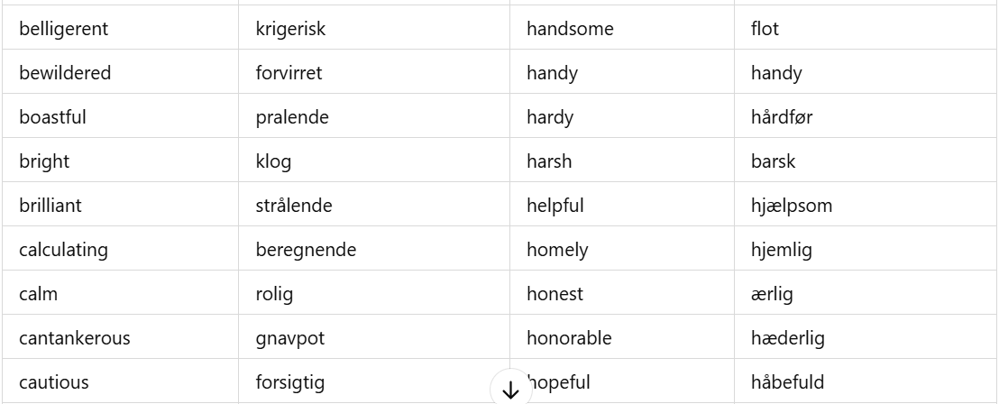 belligerent krigerisk handsome flot
bewildered forvirret handy handy
boastful pralende hardy hårdfør
bright klog harsh barsk
brilliant strålende helpful hjælpsom
calculating beregnende homely hjemlig
calm rolig honest ærlig
cantankerous gnavpot honorable hæderlig
cautious forsigtig hopeful håbefuld